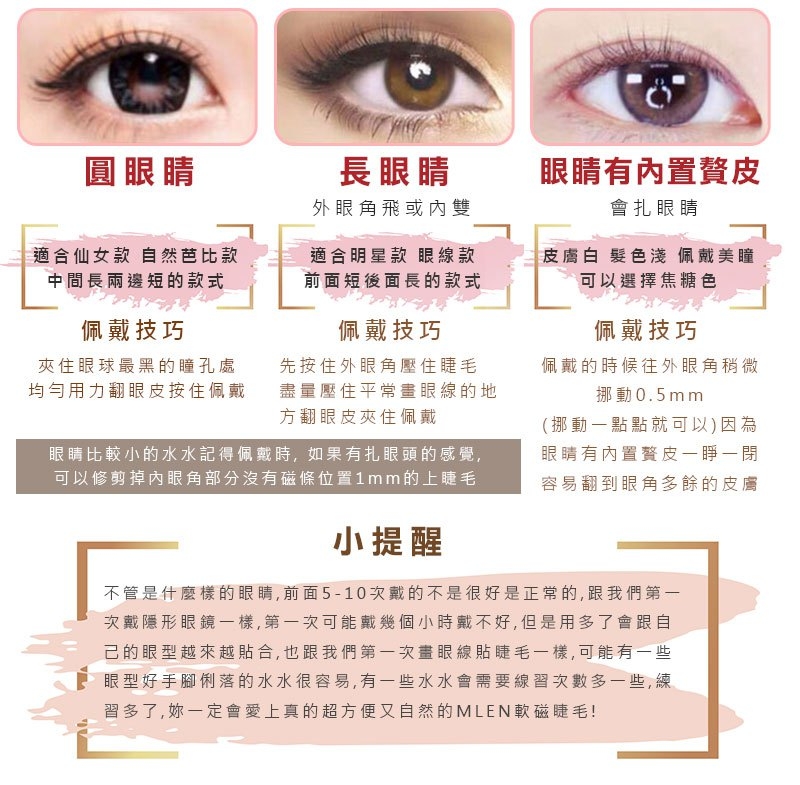 圓眼睛
適合仙女款 自然芭比款
中間長兩邊短的款式
佩戴技巧
夾住眼球最黑的瞳孔處
均勻用力翻眼皮按住佩戴
長眼睛
外眼角飛或內雙
適合明星款 眼線款
前面短後面長的款式
佩戴技巧
先按住外眼角壓住睫毛
盡量壓住平常畫眼線的地
方翻眼皮夾住佩戴
眼睛有內置贅皮
會扎眼睛
皮膚白 髮色淺 佩戴美瞳
可以選擇焦糖色
佩戴技巧
佩戴的時候往外眼角稍微
挪動0.5mm
(挪動一點點就可以)因為
眼睛有內置贅皮一睜一閉
容易翻到眼角多餘的皮膚
眼睛比較小的水水記得佩戴時, 如果有扎眼頭的感覺,
可以修剪掉內眼角部分沒有磁條位置1mm的上睫毛
小提醒
不管是什麼樣的眼睛,前面5-10次戴的不是很好是正常的,跟我們第一
次戴隱形眼鏡一樣,第一次可能戴幾個小時戴不好,但是用多了會跟自
己的眼型越來越貼合,也跟我們第一次畫眼線貼睫毛一樣,可能有一些
眼型好手腳俐落的水水很容易,有一些水水會需要練習次數多一些,練
習多了,妳一定會愛上真的超方便又自然的MLEN軟磁睫毛!